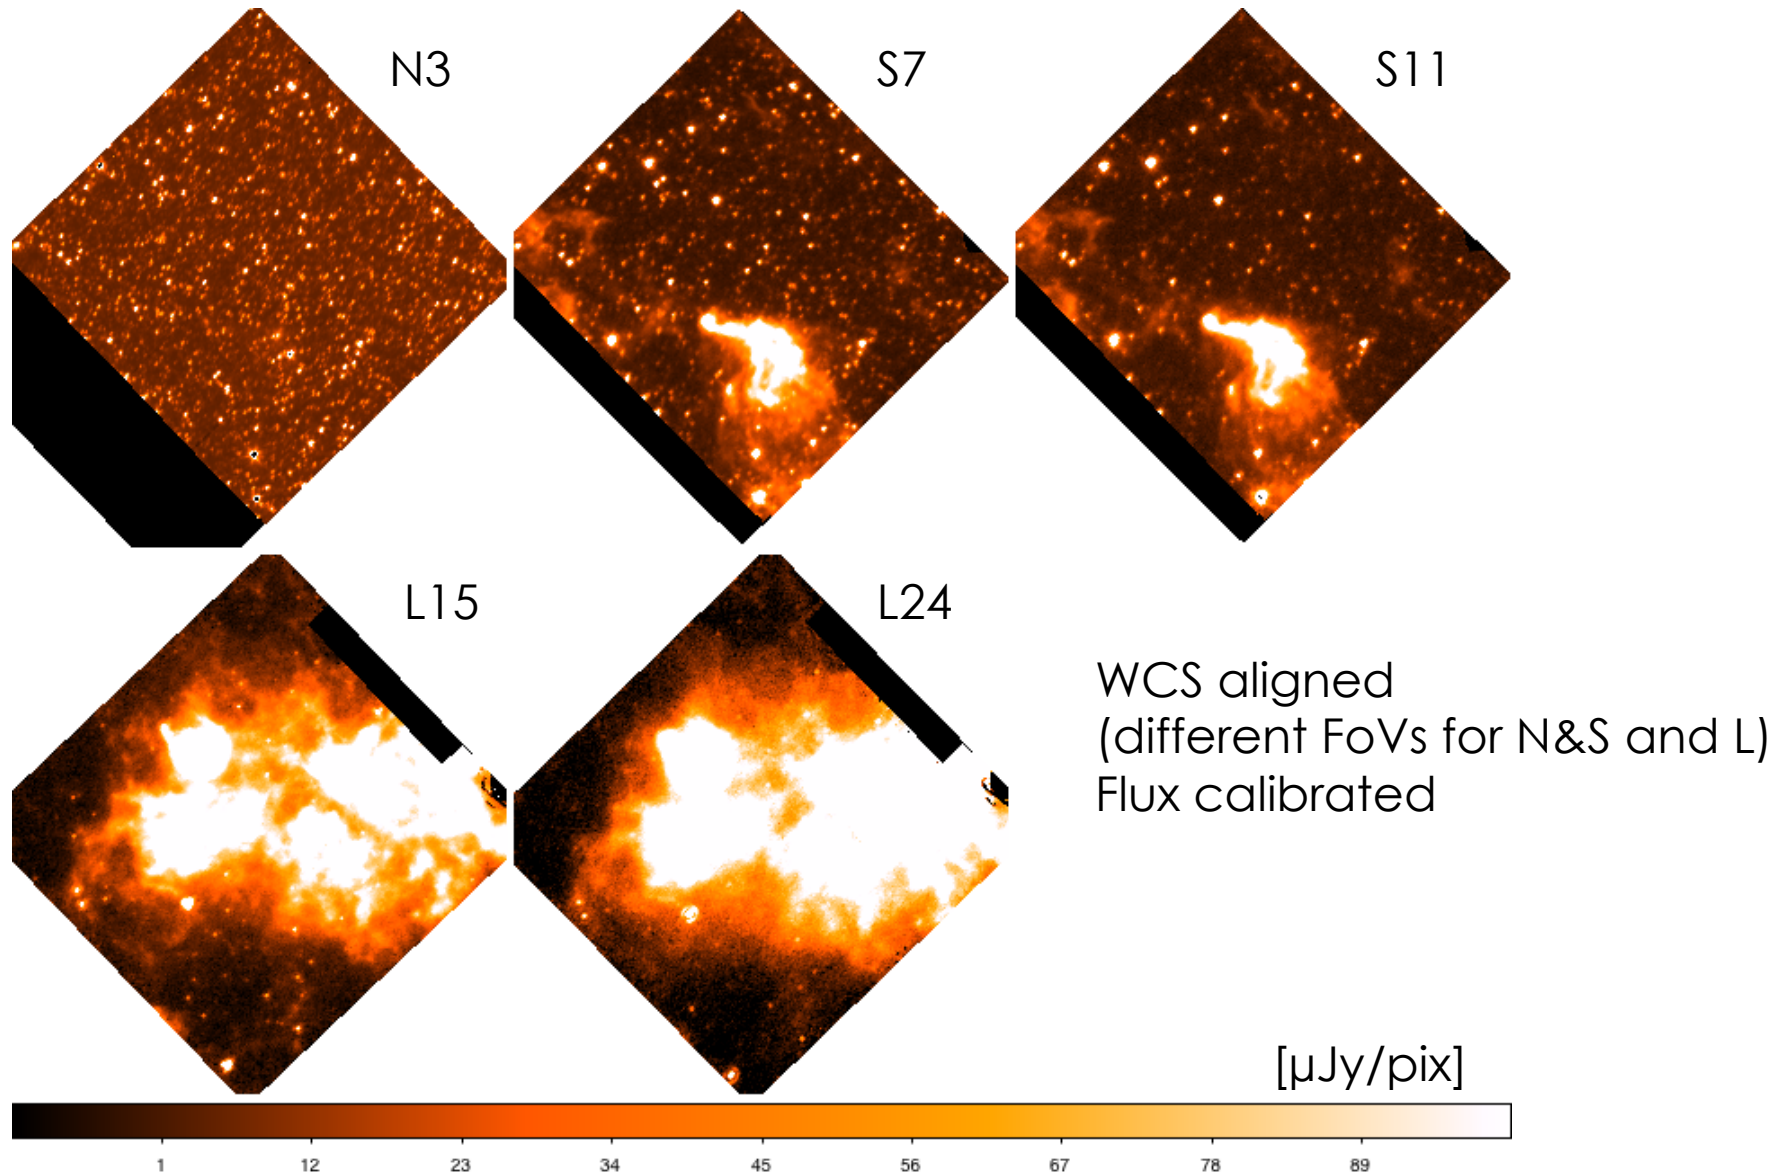 N3
S7
S11
L15
L24
WCS aligned
(different FoVs for N&S and L)
Flux calibrated
[µJy/pix]
1 12 23 34 45 56 67 78 89